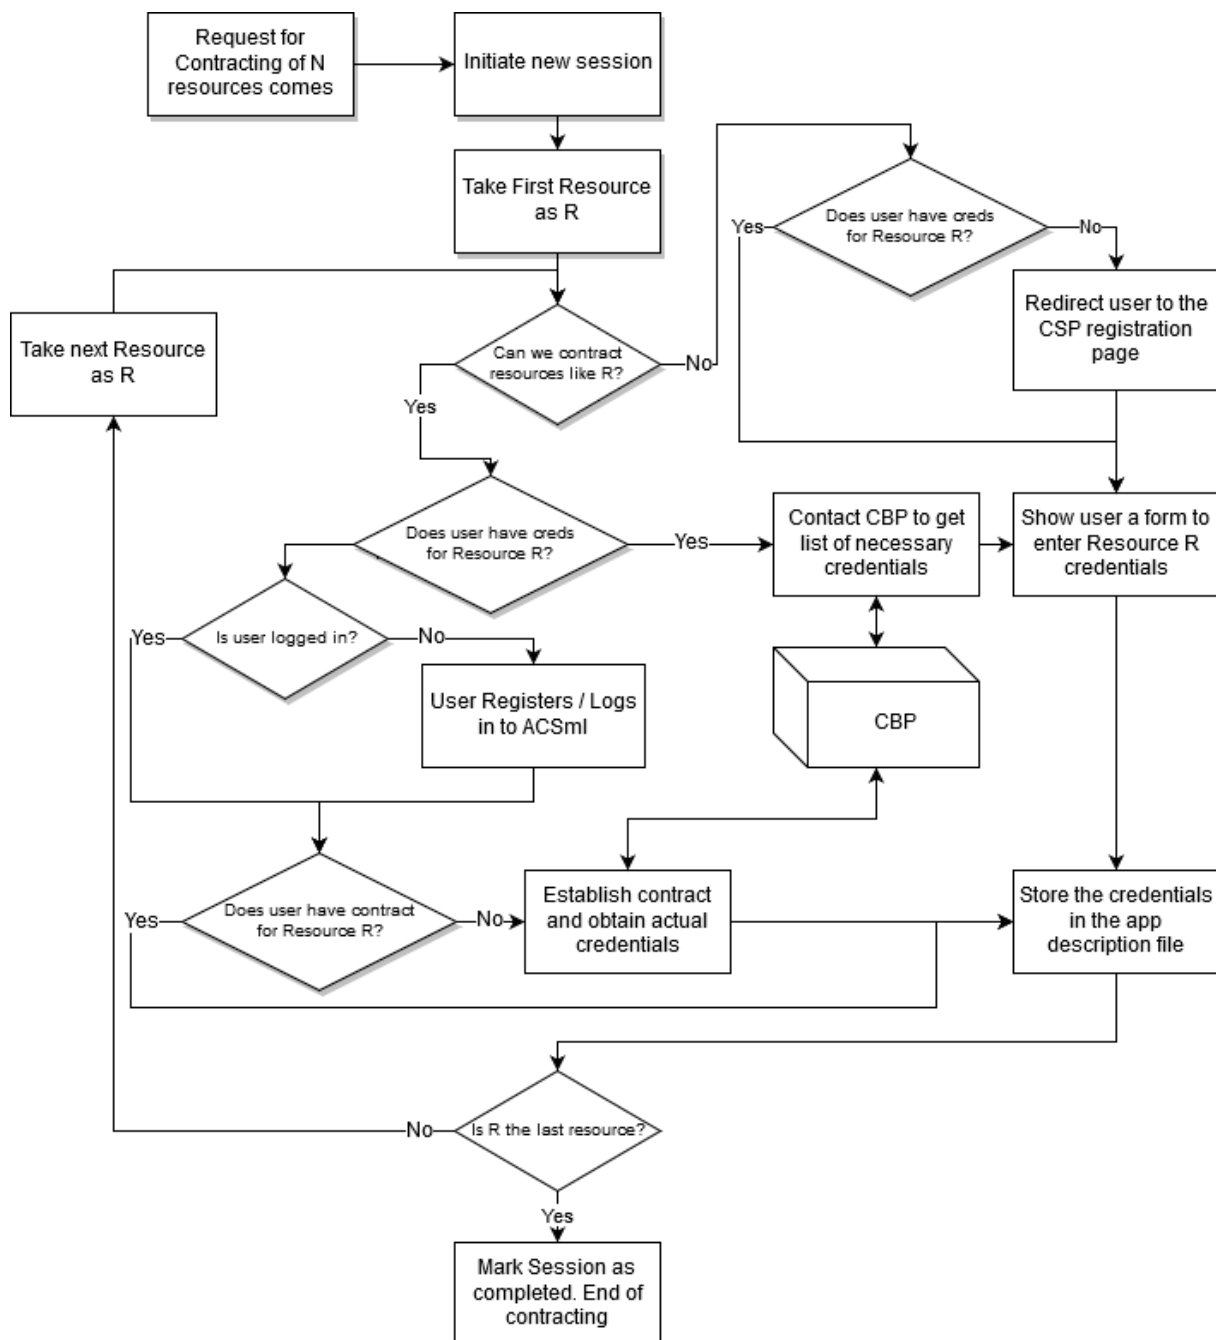 Request for
Contracting of N
resources comes
Initiate new session
Take First Resource
as R
Does user have creds
for Resource R?
Yes
No
Redirect user to the
CSP registration
page
Take next Resource
as R
Can we contract
resources like R?
No
Yes
Does user have creds
for Resource R?
Yes
Contact CBP to get
list of necessary
credentials
Show user a form to
enter Resource R
credentials
Is user logged in?
Yes
No
User Registers / Logs
in to ACSmI
CBP
Does user have contract
for Resource R?
Yes
No
Establish contract
and obtain actual
credentials
Store the credentials
in the app
description file
Is R the last resource?
No
Yes
Mark Session as
completed. End of
contracting